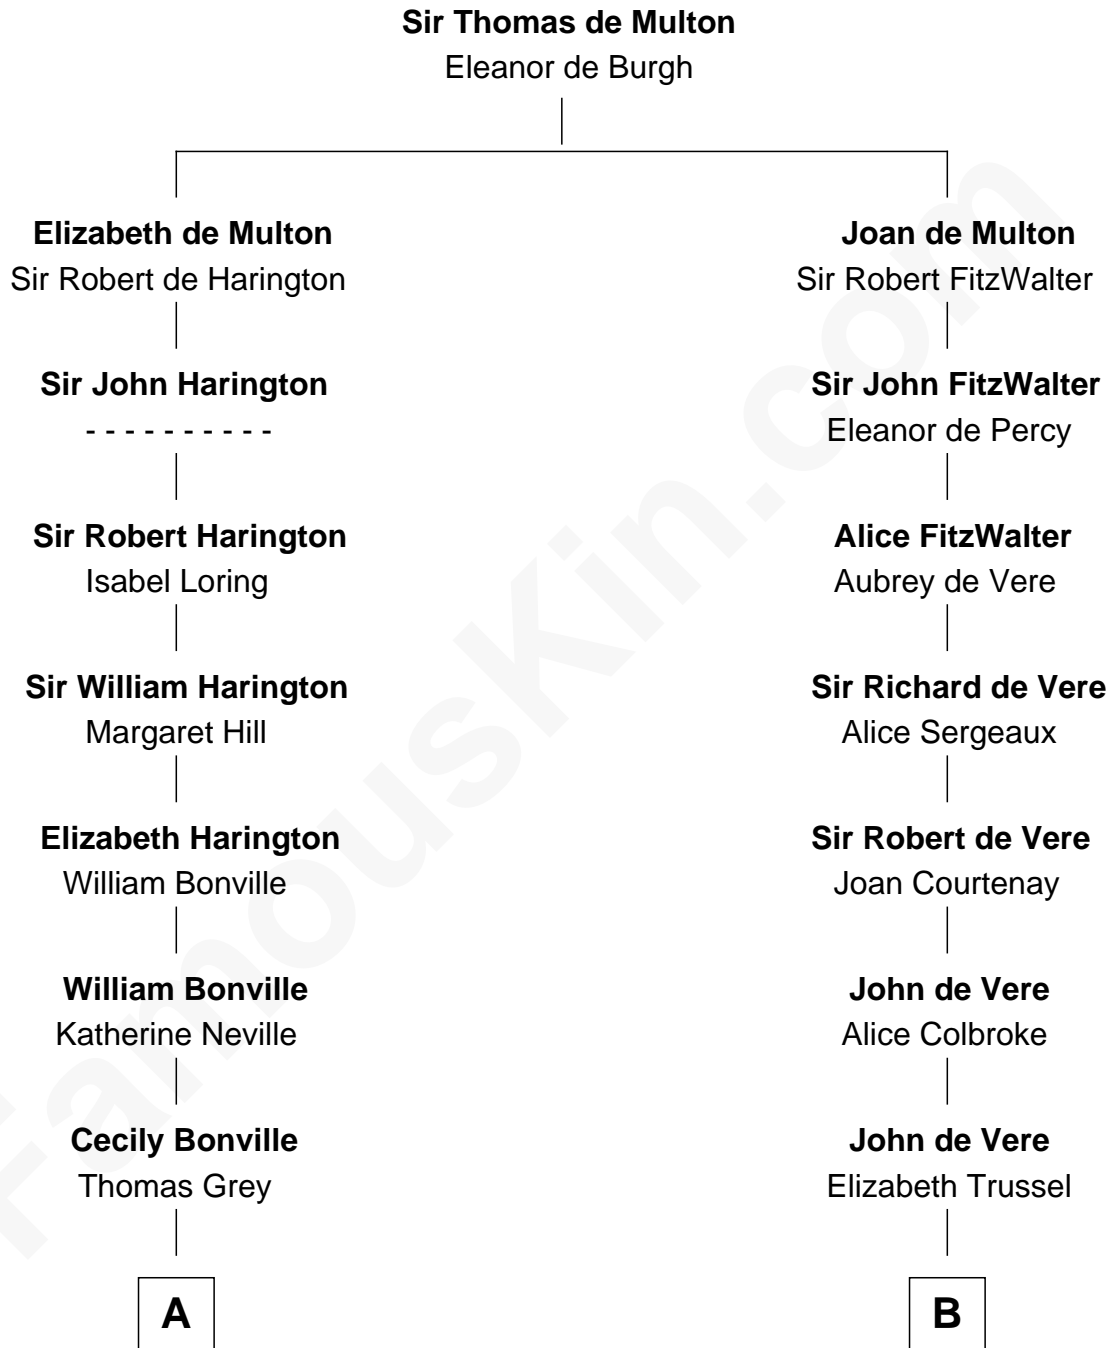 Sir Thomas de Multon
Eleanor de Burgh
Elizabeth de Multon
Sir Robert de Harington
Joan de Multon
Sir Robert FitzWalter
Sir John Harington
- - - - - - - - - -
Sir John FitzWalter
Eleanor de Percy
Sir Robert Harington
Isabel Loring
Alice FitzWalter
Aubrey de Vere
Sir William Harington
Margaret Hill
Sir Richard de Vere
Alice Sergeaux
Elizabeth Harington
William Bonville
Sir Robert de Vere
Joan Courtenay
William Bonville
Katherine Neville
John de Vere
Alice Colbroke
Cecily Bonville
Thomas Grey
John de Vere
Elizabeth Trussel
A
B
FamousKin.com